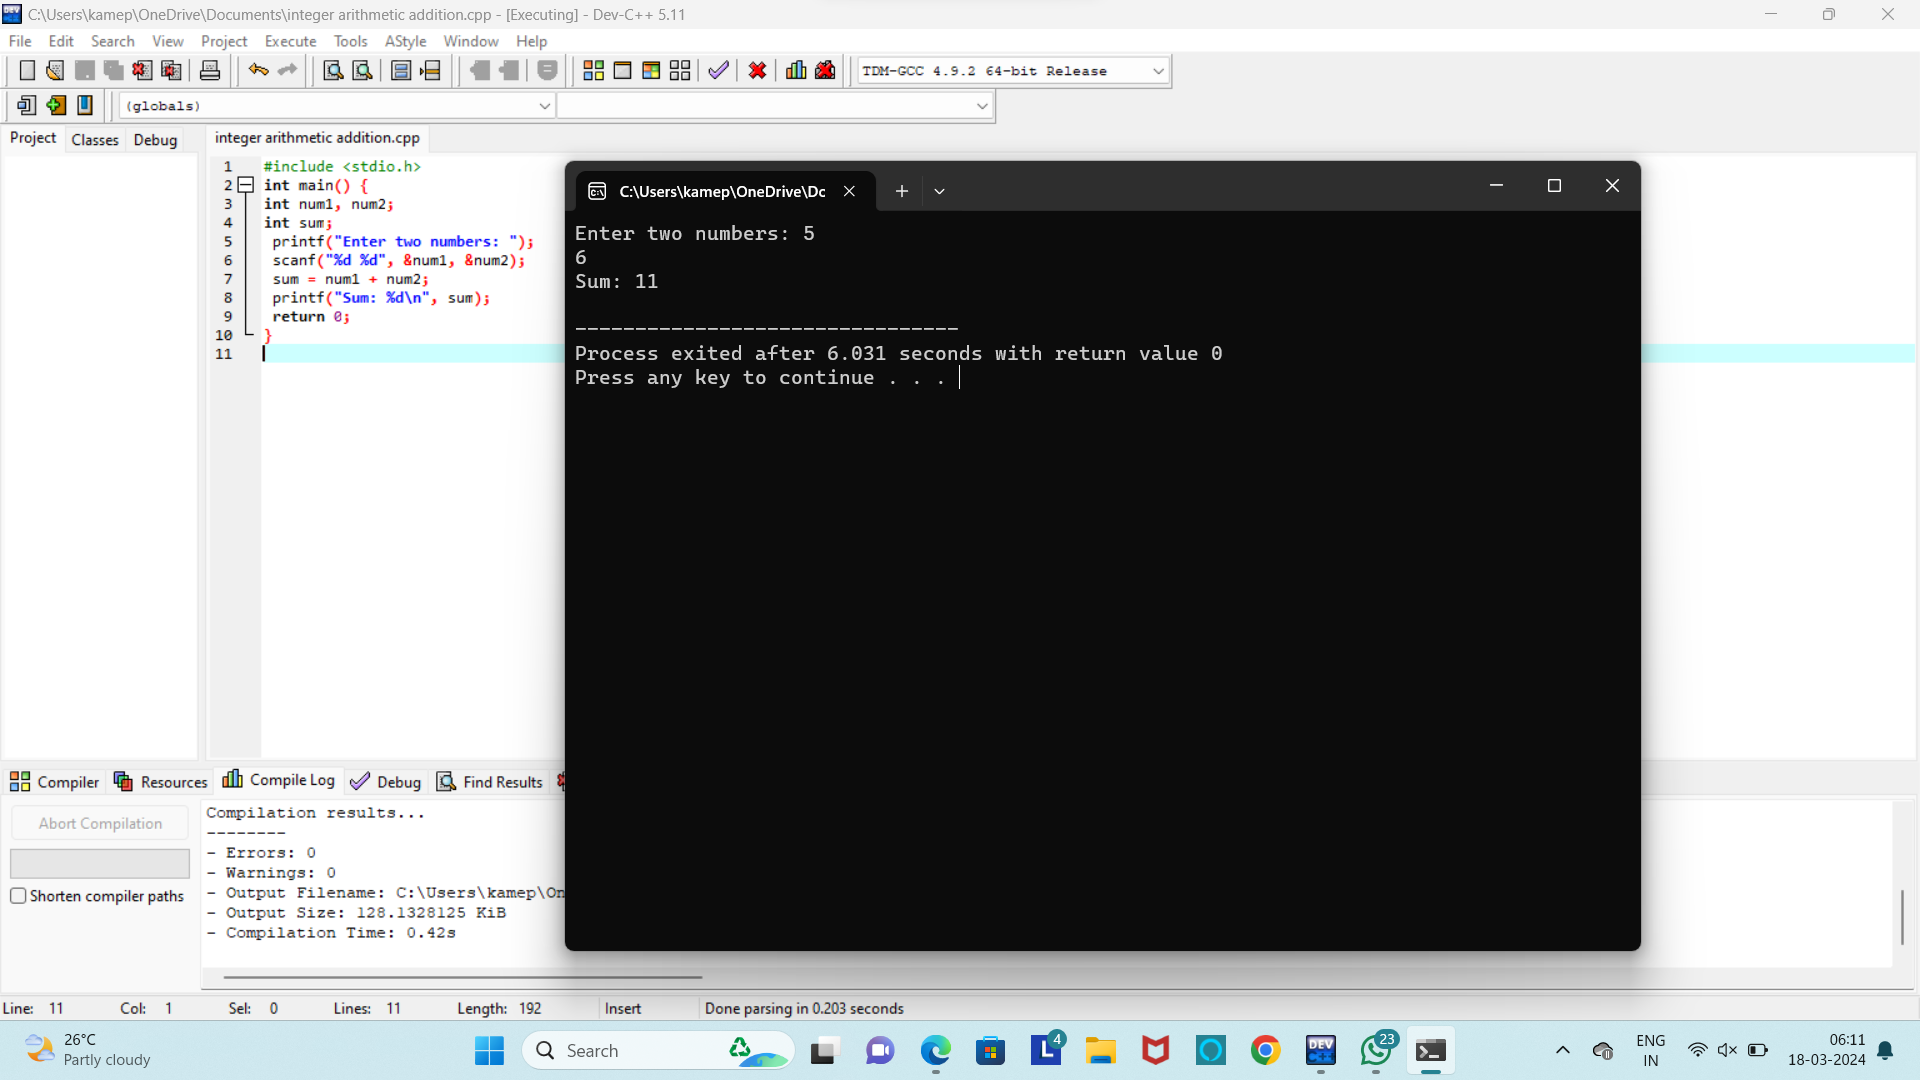 C:\Users\kamep\OneDrive\Documents\integer arithmetic addition.cpp - [Executing] - Dev-C++ 5.11
File Edit Search View Project Execute Tools AStyle Window Help
TDM-GCC 4.9.2 64-bit Release
(globals)
Project Classes Debug
integer arithmetic addition.cpp
1 #include <stdio.h>
2 int main() {
3 int num1, num2;
4 int sum;
5 printf("Enter two numbers: ");
6 scanf("%d %d", &num1, &num2);
7 sum = num1 + num2;
8 printf("Sum: %d\n", sum);
9 return 0;
10 }
11
C:\Users\kamep\OneDrive\Dc
Enter two numbers: 5
6
Sum: 11
--------------------------------
Process exited after 6.031 seconds with return value 0
Press any key to continue . . .
Compiler Resources Compile Log Debug Find Results
Abort Compilation
Shorten compiler paths
Compilation results...
--------
- Errors: 0
- Warnings: 0
- Output Filename: C:\Users\kamep\On
- Output Size: 128.1328125 KiB
- Compilation Time: 0.42s
Line: 11 Col: 1 Sel: 0 Lines: 11 Length: 192 Insert Done parsing in 0.203 seconds
26°C
Partly cloudy
Search
L
4
DEV
23
ENG
IN
06:11
18-03-2024